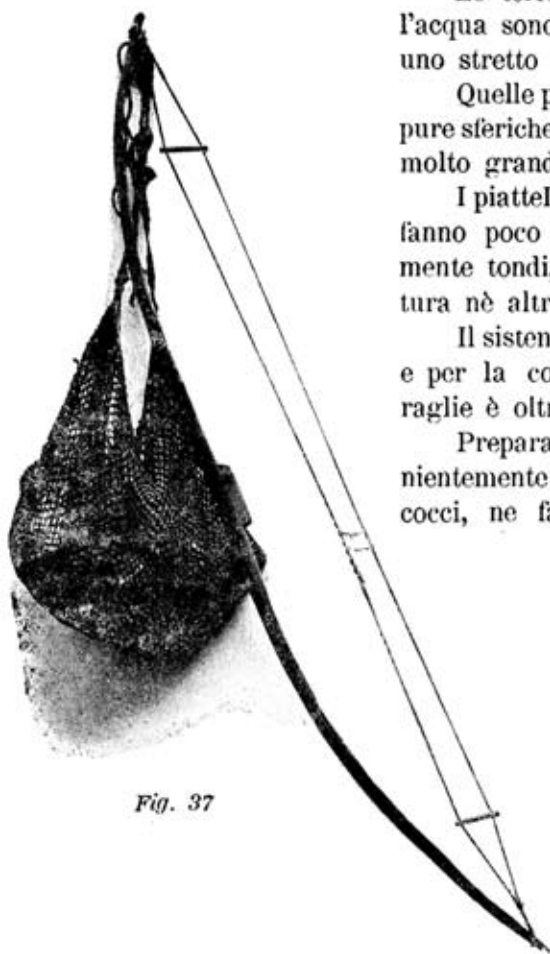 l'acqua sono
uno stretto
Quelle p
pure sferiche
molto grand
I piattel
fanno poco
mente tondi,
tura nè altr
Il sisten
e per la co
raglie è oltr
Prepara
nientemente
cocci, ne fa
Fig. 37